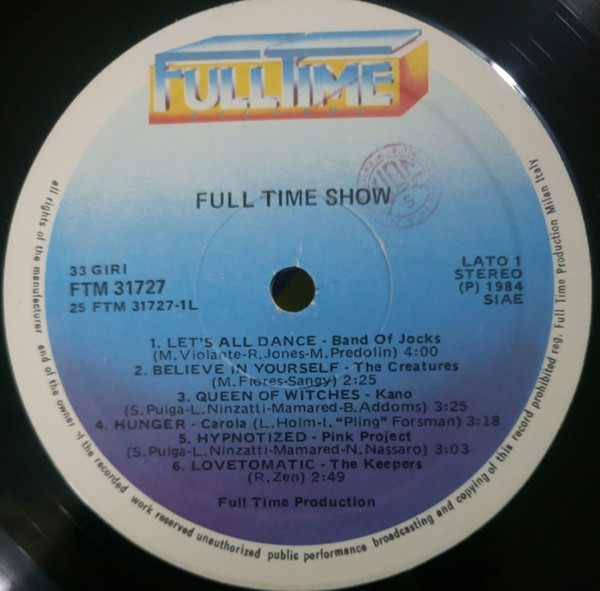 FULLTIME
RECORDS
FULL TIME SHOW
33 GIRI
FTM 31727
25 FTM 31727-1L
LATO 1
STEREO
(P) 1984
SIAE
1. LET'S ALL DANCE - Band Of Jocks
(M.Violante-R.Jones-M.Predolin) 4:00
2. BELIEVE IN YOURSELF - The Creatures
(M.Flores-Sangy) 2:25
3. QUEEN OF WITCHES - Kano
(S.Pulga-L.Ninzatti-Mamared-B.Addoms) 3:25
4. HUNGER - Carola (L.Holm-I."Pling" Forsman) 3:18
5. HYPNOTIZED - Pink Project
(S.Pulga-L.Ninzatti-Mamared-N.Nassaro) 3:03
6. LOVETOMATIC - The Keepers
(R.Zen) 2:49
Full Time Production
all rights of the manufacturer and of the owner of the recorded work reserved unauthorized public performance broadcasting and copying of this record prohibited reg. Full Time Production Milan Italy